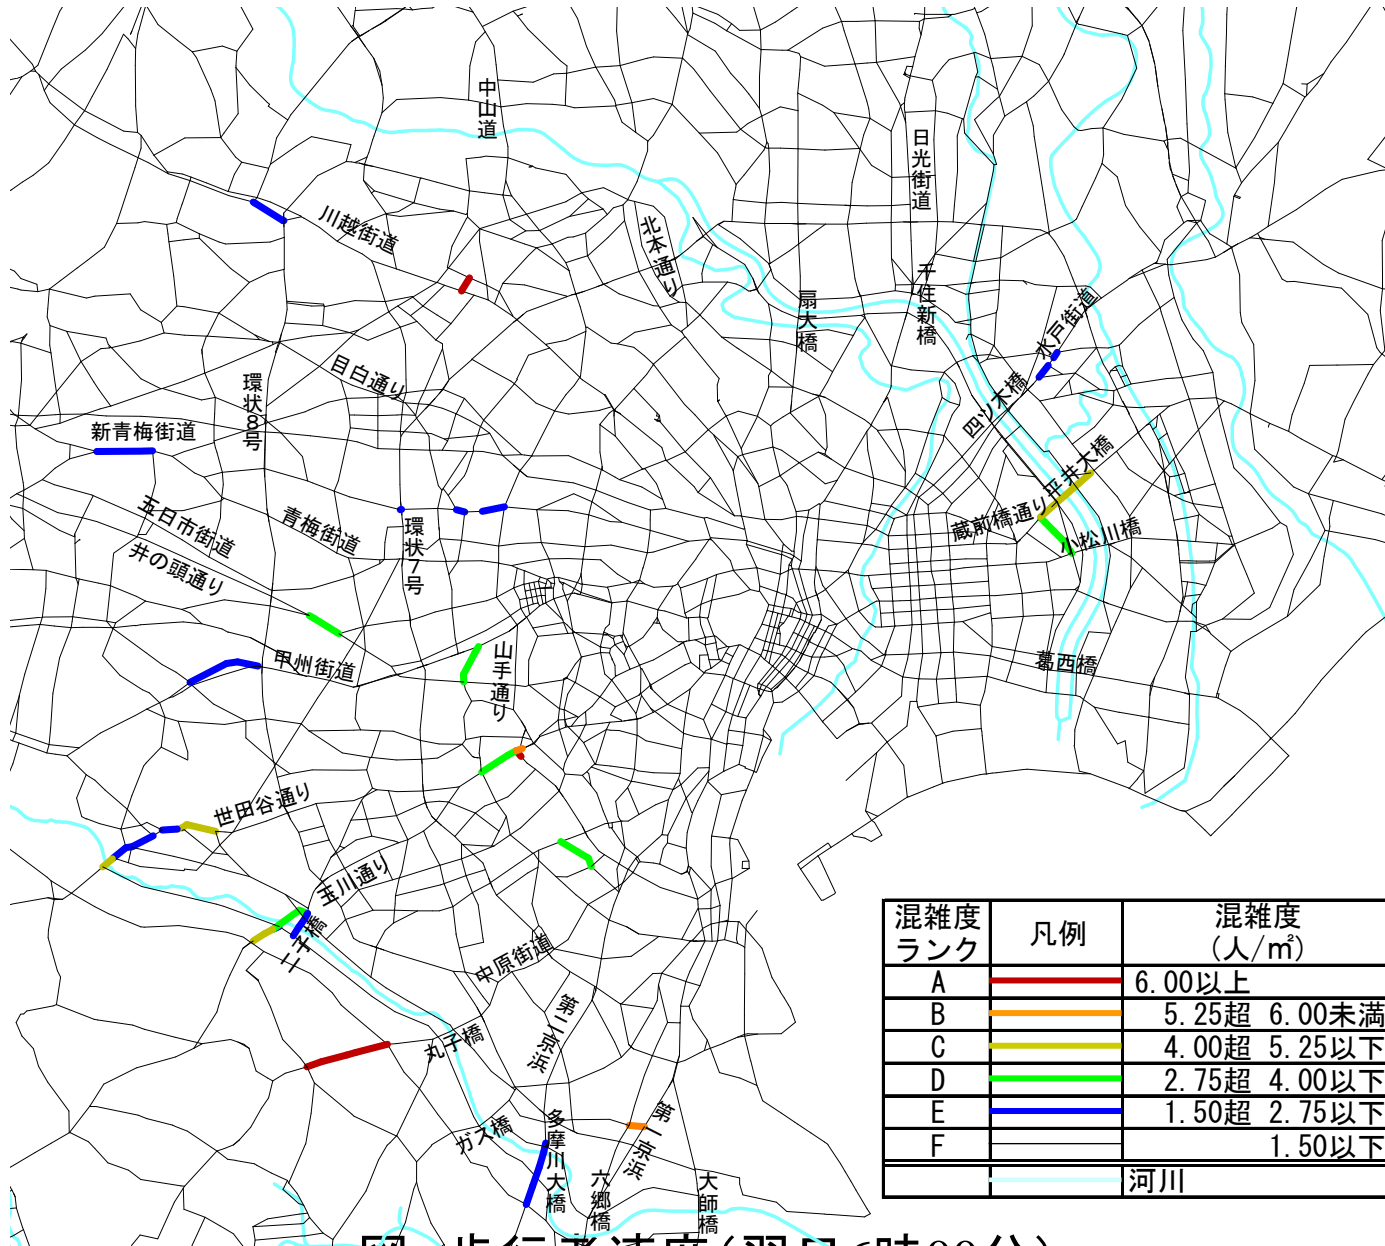 中山道
日光街道
川越街道
北本通り
千住新橋
扇大橋
水戸街道
目白通り
環状8号
四ツ木橋
新青梅街道
平井大橋
五日市街道
青梅街道
蔵前橋通り
小松川橋
環状7号
井の頭通り
甲州街道
山手通り
葛西橋
世田谷通り
玉川通り
二子橋
中原街道
第二京浜
丸子橋
ガス橋
多摩川大橋
第一京浜
六郷橋
大師橋
混雑度ランク 凡例 混雑度(人/㎡)
A 6.00以上
B 5.25超 6.00未満
C 4.00超 5.25以下
D 2.75超 4.00以下
E 1.50超 2.75以下
F 1.50以下
河川